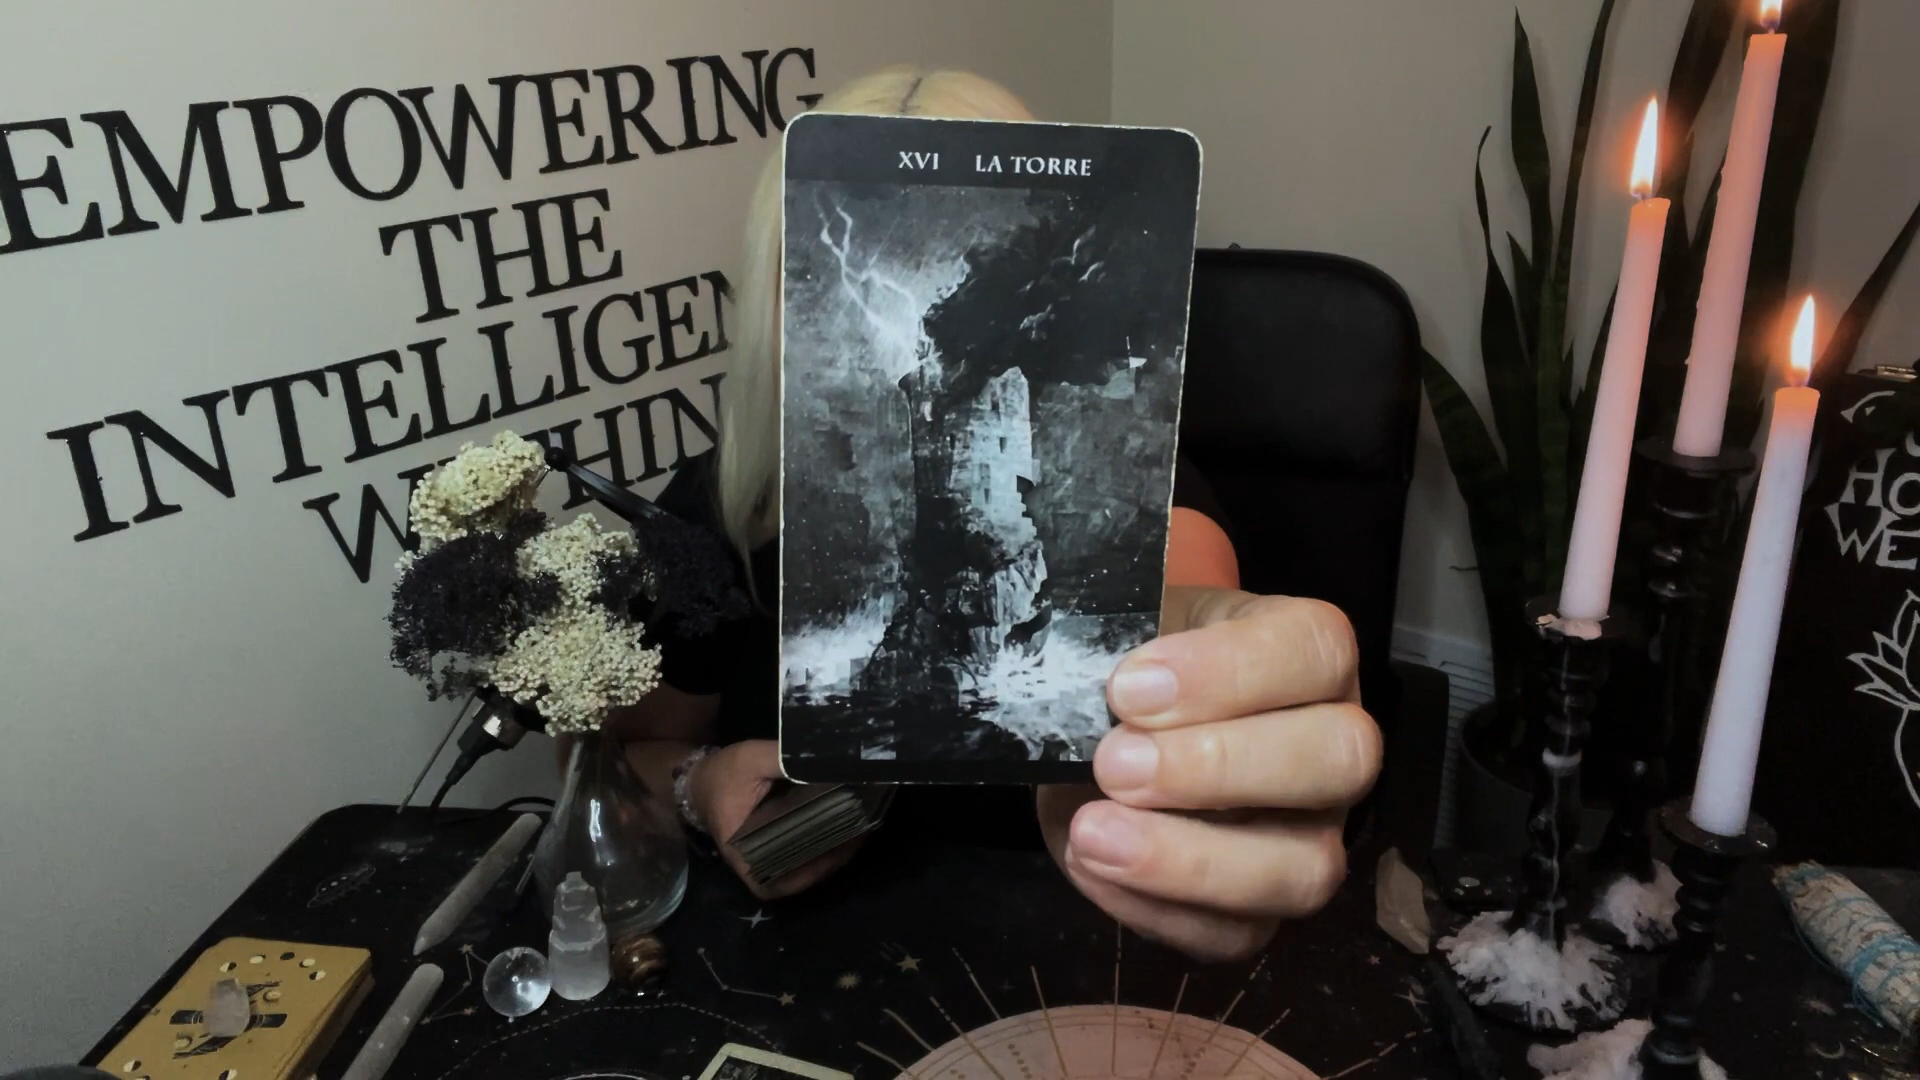 EMPOWERING
THE
INTELLIGEN
WITHIN
XVI LA TORRE